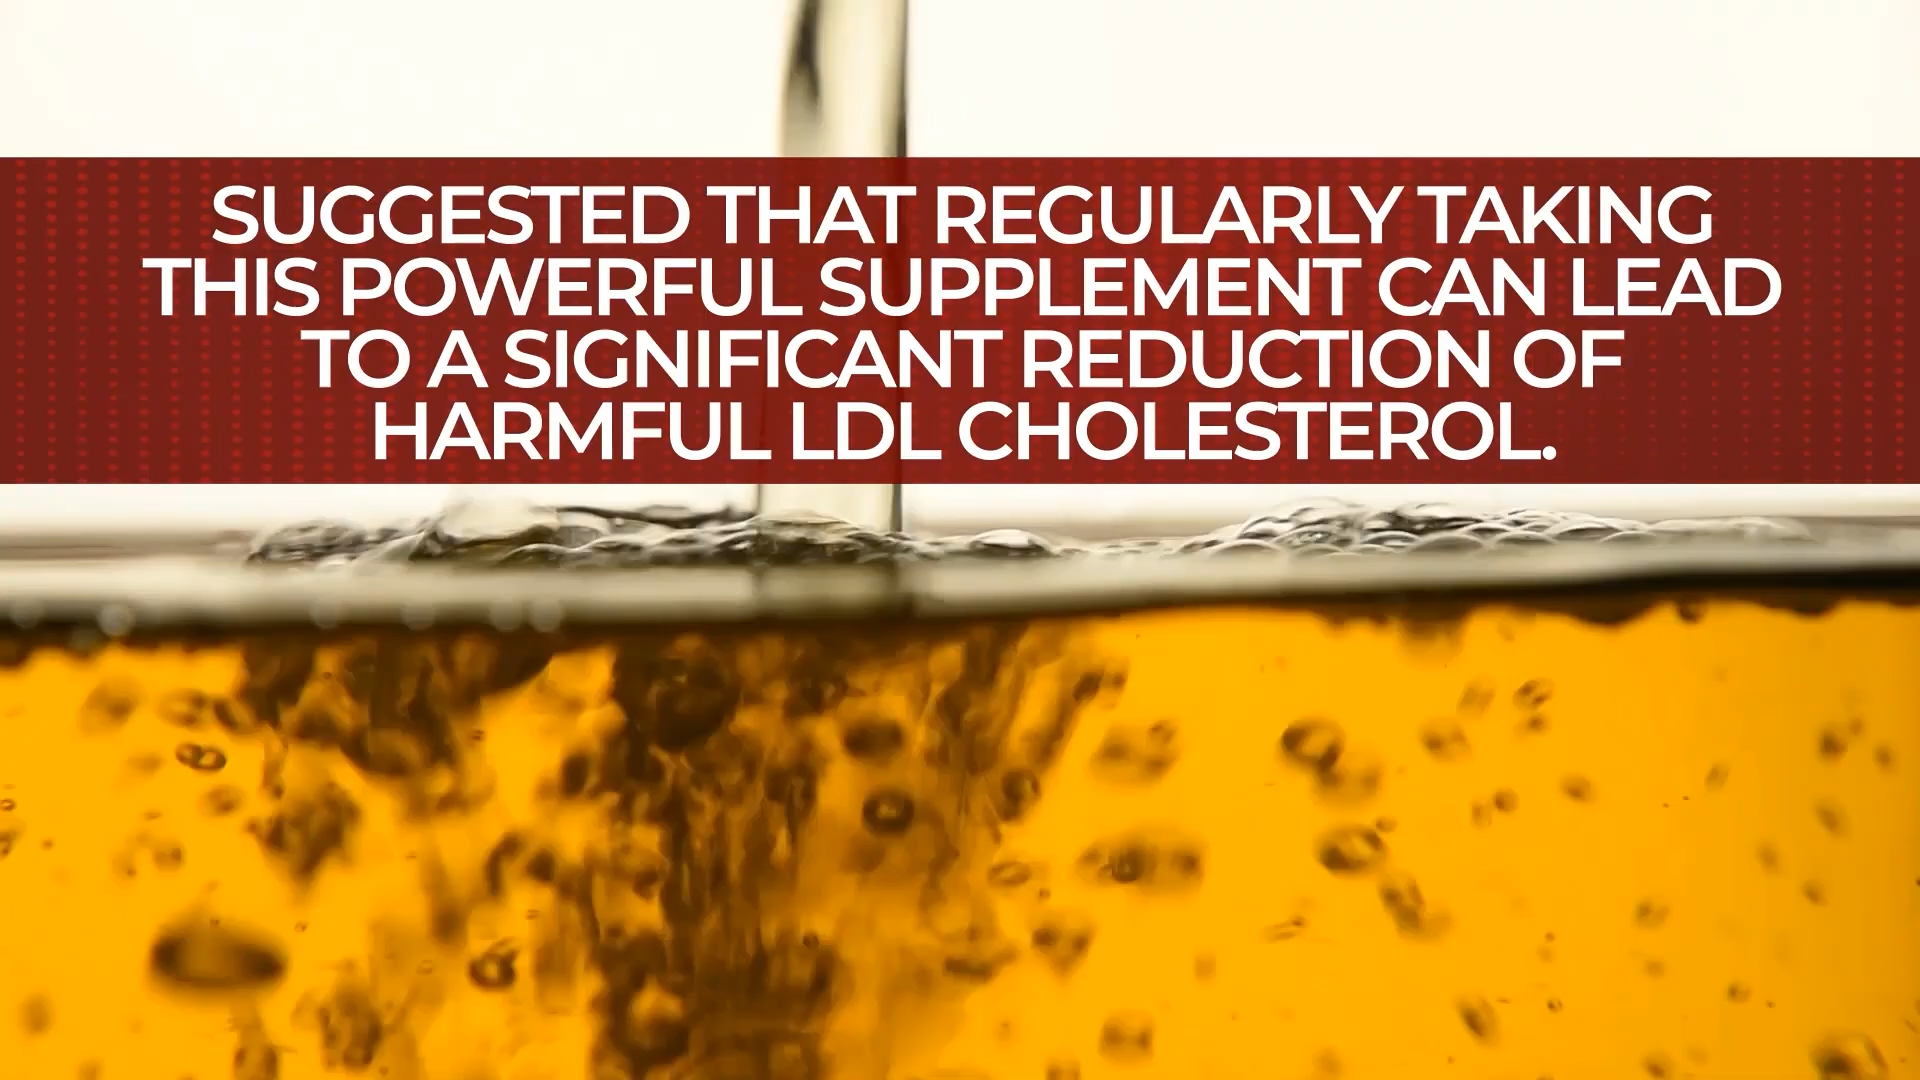 SUGGESTED THAT REGULARLY TAKING
THIS POWERFUL SUPPLEMENT CAN LEAD
TO A SIGNIFICANT REDUCTION OF
HARMFUL LDL CHOLESTEROL.